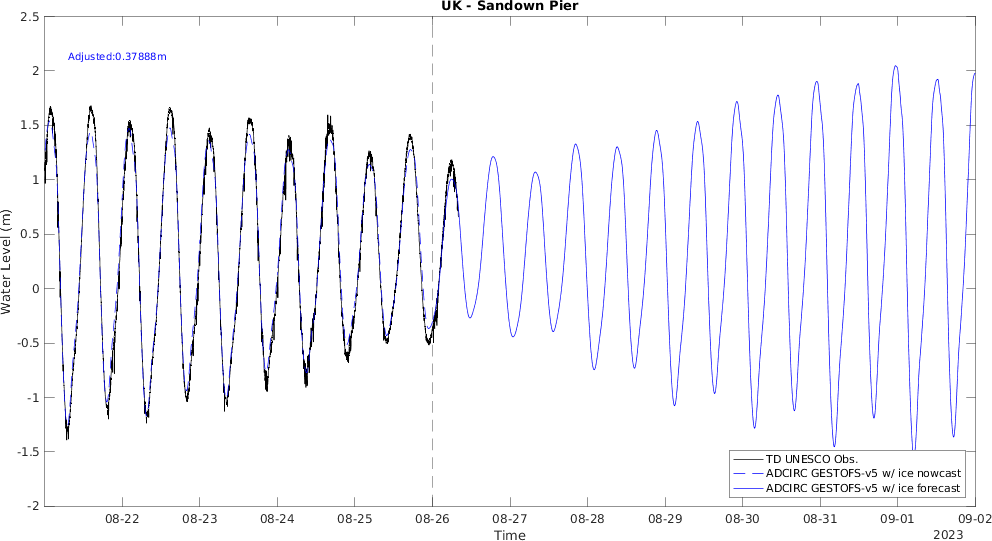 UK - Sandown Pier
Adjusted:0.37888m
Water Level (m)
2.5
2
1.5
1
0.5
0
-0.5
-1
-1.5
-2
TD UNESCO Obs.
ADCIRC GESTOFS-v5 w/ ice nowcast
ADCIRC GESTOFS-v5 w/ ice forecast
08-22 08-23 08-24 08-25 08-26 08-27 08-28 08-29 08-30 08-31 09-01 09-02
Time
2023